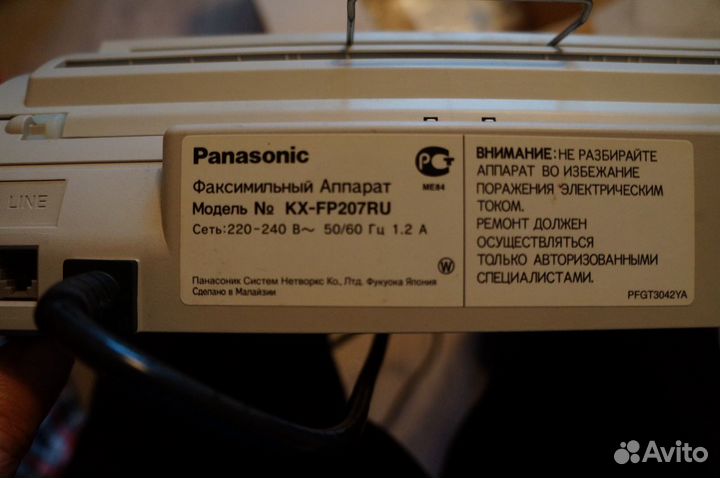 LINE
Panasonic
Факсимильный Аппарат
Модель № KX-FP207RU
Сеть:220-240 В~ 50/60 Гц 1.2 А
Панасоник Систем Нетворкс Ко., Лтд. Фукуока Япония
Сделано в Малайзии
РСТ
ME84
W
ВНИМАНИЕ: НЕ РАЗБИРАЙТЕ
АППАРАТ ВО ИЗБЕЖАНИЕ
ПОРАЖЕНИЯ ЭЛЕКТРИЧЕСКИМ
ТОКОМ.
РЕМОНТ ДОЛЖЕН
ОСУЩЕСТВЛЯТЬСЯ
ТОЛЬКО АВТОРИЗОВАННЫМИ
СПЕЦИАЛИСТАМИ.
PFGT3042YA
Avito